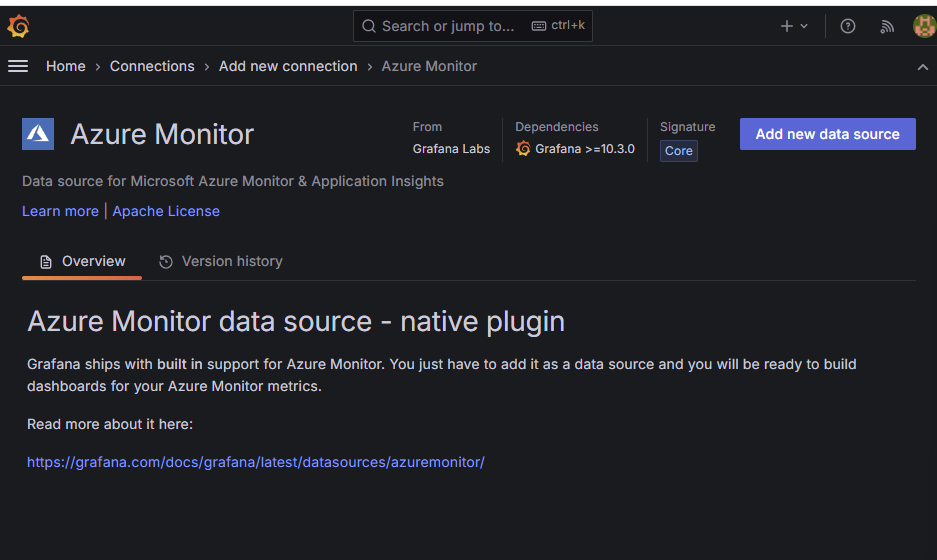 Search or jump to... ctrl+k
Home › Connections › Add new connection › Azure Monitor
Azure Monitor
From
Grafana Labs
Dependencies
Grafana >=10.3.0
Signature
Core
Add new data source
Data source for Microsoft Azure Monitor & Application Insights
Learn more | Apache License
Overview Version history
Azure Monitor data source - native plugin
Grafana ships with built in support for Azure Monitor. You just have to add it as a data source and you will be ready to build
dashboards for your Azure Monitor metrics.
Read more about it here:
https://grafana.com/docs/grafana/latest/datasources/azuremonitor/